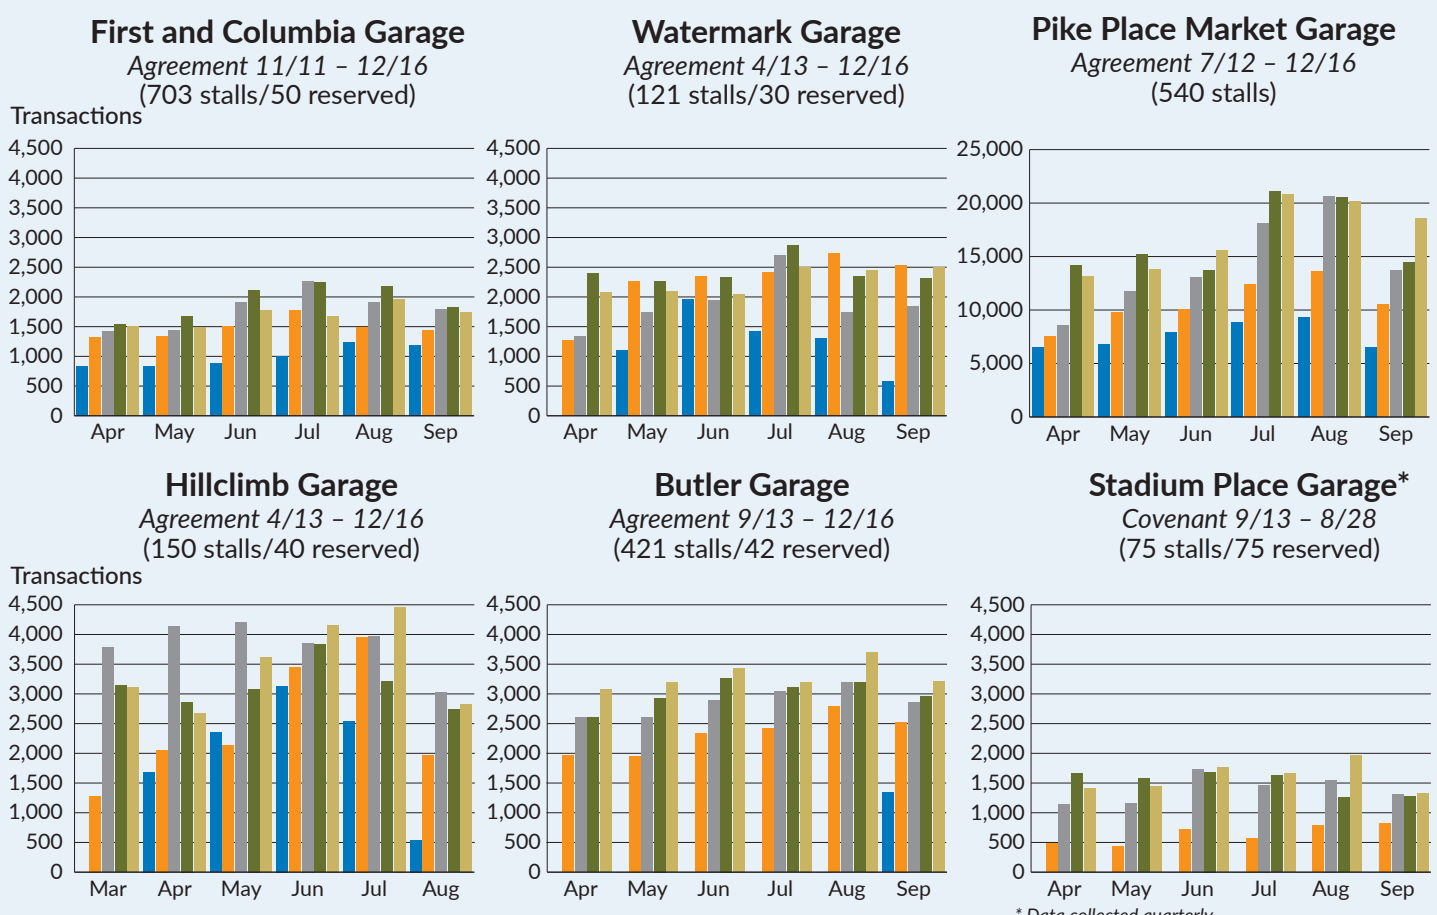 First and Columbia Garage
Agreement 11/11 – 12/16
(703 stalls/50 reserved)
Transactions
4,500
4,000
3,500
3,000
2,500
2,000
1,500
1,000
500
0
Apr May Jun Jul Aug Sep
Watermark Garage
Agreement 4/13 – 12/16
(121 stalls/30 reserved)
4,500
4,000
3,500
3,000
2,500
2,000
1,500
1,000
500
0
Apr May Jun Jul Aug Sep
Pike Place Market Garage
Agreement 7/12 – 12/16
(540 stalls)
25,000
20,000
15,000
10,000
5,000
0
Apr May Jun Jul Aug Sep
Hillclimb Garage
Agreement 4/13 – 12/16
(150 stalls/40 reserved)
Transactions
4,500
4,000
3,500
3,000
2,500
2,000
1,500
1,000
500
0
Mar Apr May Jun Jul Aug
Butler Garage
Agreement 9/13 – 12/16
(421 stalls/42 reserved)
4,500
4,000
3,500
3,000
2,500
2,000
1,500
1,000
500
0
Apr May Jun Jul Aug Sep
Stadium Place Garage*
Covenant 9/13 – 8/28
(75 stalls/75 reserved)
4,500
4,000
3,500
3,000
2,500
2,000
1,500
1,000
500
0
Apr May Jun Jul Aug Sep
* Data collected quarterly